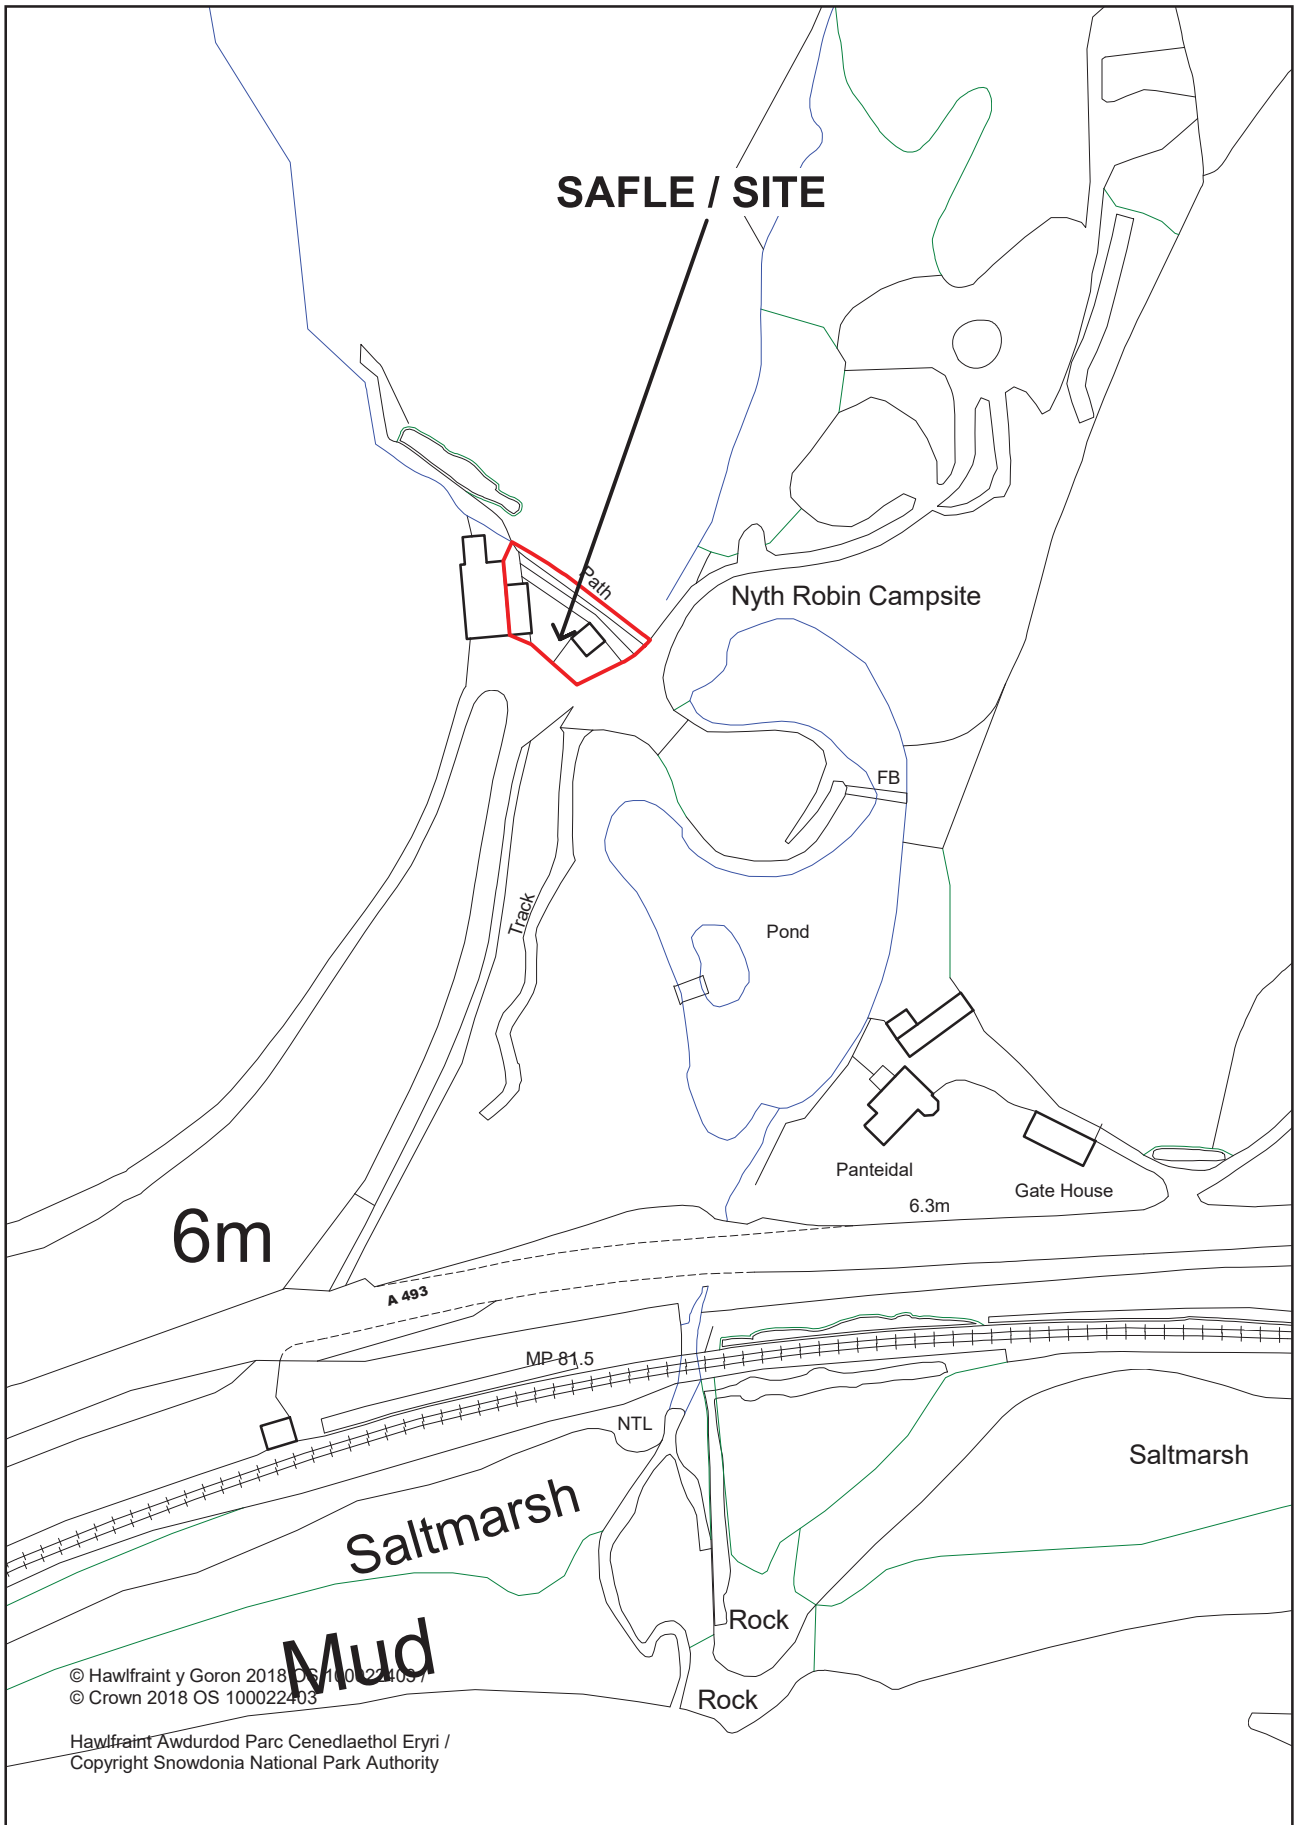 SAFLE / SITE
Path
Nyth Robin Campsite
FB
Track
Pond
Panteidal
Gate House
6.3m
6m
A 493
MP 81.5
NTL
Saltmarsh
Saltmarsh
Rock
Mud
© Hawlfraint y Goron 2018 OS 100022403 /
© Crown 2018 OS 100022403
Rock
Hawlfraint Awdurdod Parc Cenedlaethol Eryri /
Copyright Snowdonia National Park Authority